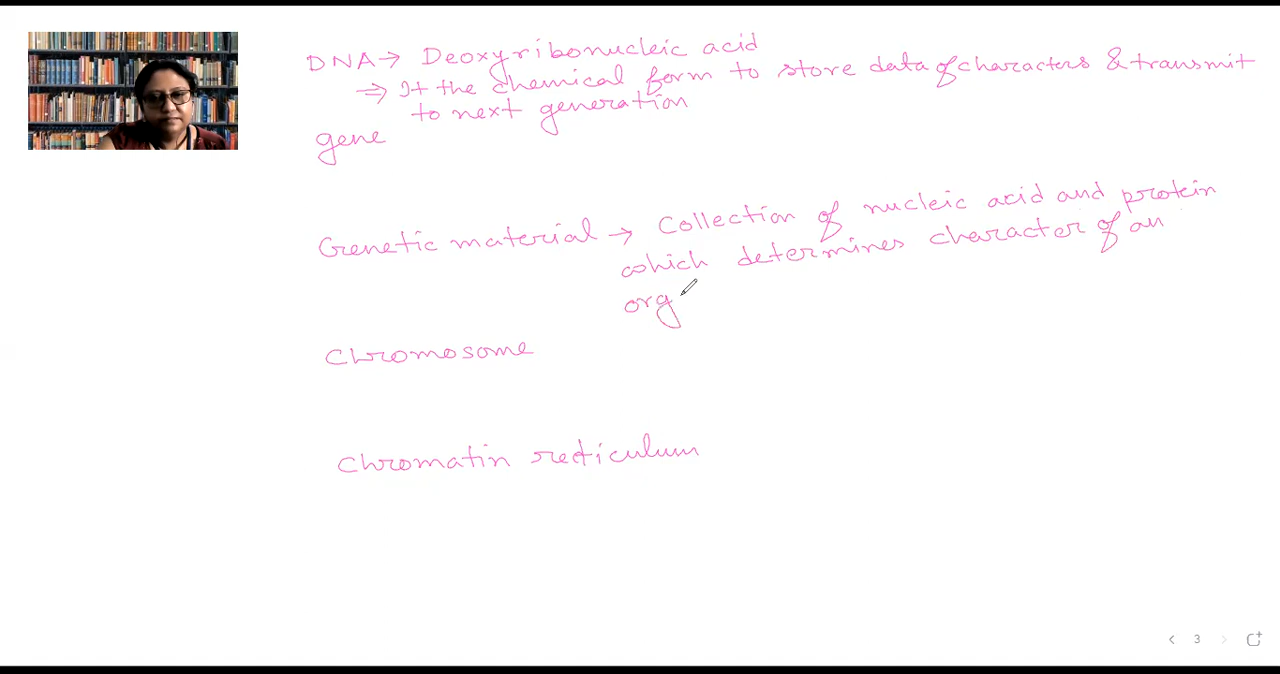 DNA → Deoxyribonucleic acid
⇒ It the chemical form to store data of characters & transmit
to next generation
gene
Genetic material → Collection of nucleic acid and protein
which determines character of an
org
Chromosome
Chromatin recticulum
3